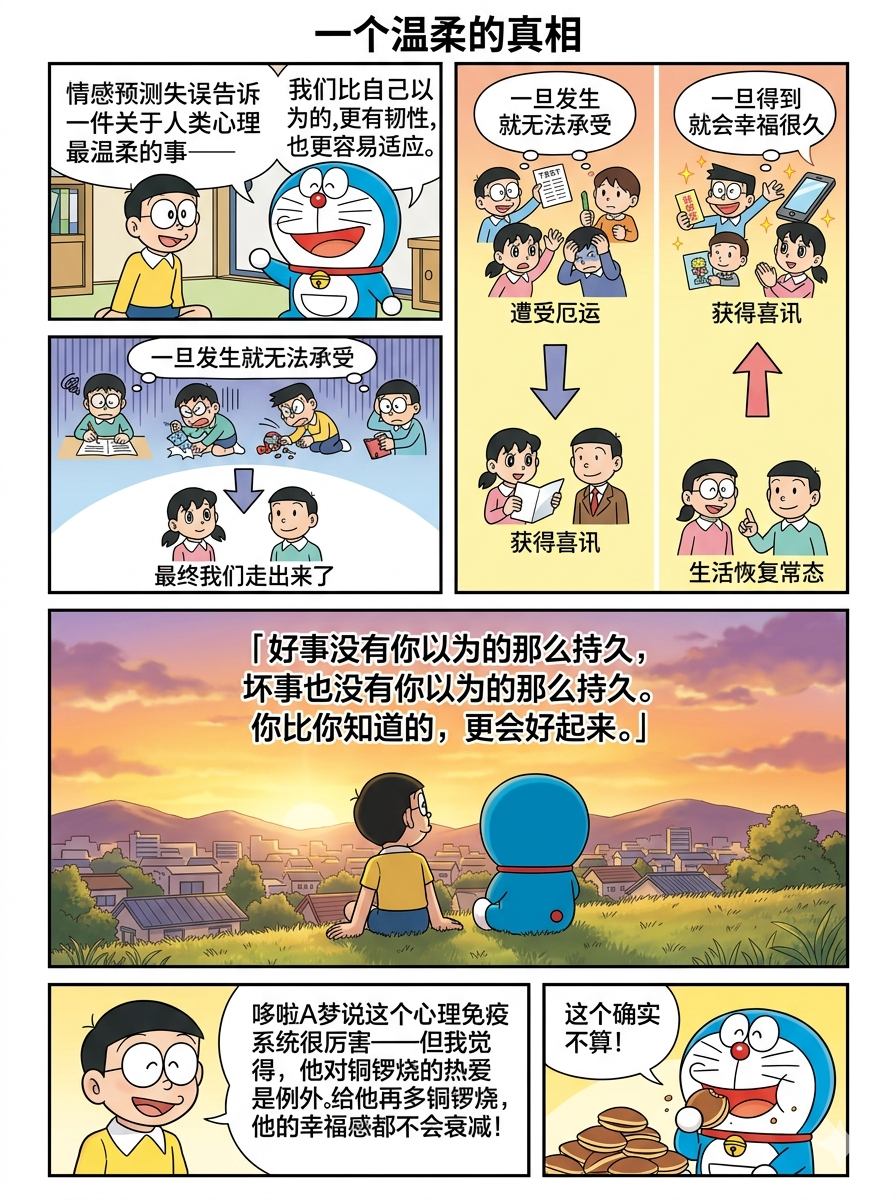 一个温柔的真相
情感预测失误告诉
一件关于人类心理
最温柔的事——
我们比自己以
为的,更有韧性,
也更容易适应。
一旦发生
就无法承受
TEST
遭受厄运
获得喜讯
一旦得到
就会幸福很久
获得喜讯
生活恢复常态
一旦发生就无法承受
最终我们走出来了
「好事没有你以为的那么持久，
坏事也没有你以为的那么持久。
你比你知道的，更会好起来。」
哆啦A梦说这个心理免疫
系统很厉害——但我觉
得，他对铜锣烧的热爱
是例外。给他再多铜锣烧，
他的幸福感都不会衰减！
这个确实
不算！